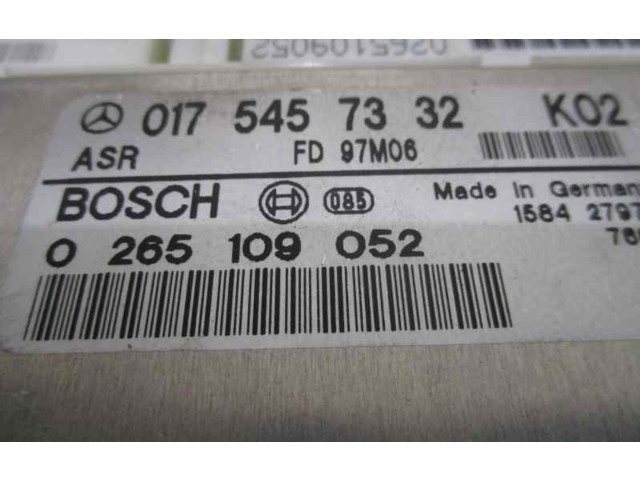 0265109052
017 545 73 32 K02
ASR FD 97M06
BOSCH 085 Made in German
0 265 109 052 1584 2797